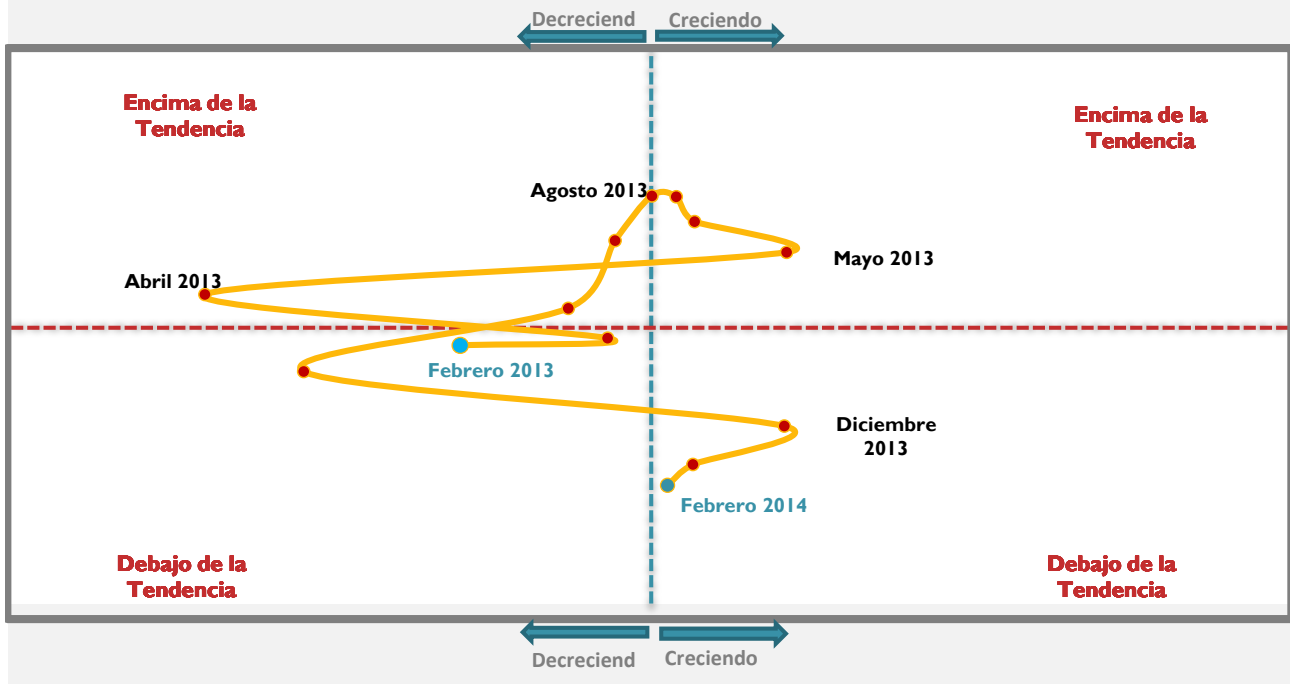 Decreciend
Creciendo
Encima de la
Tendencia
Encima de la
Tendencia
Agosto 2013
Mayo 2013
Abril 2013
Febrero 2013
Diciembre
2013
Febrero 2014
Debajo de la
Tendencia
Debajo de la
Tendencia
Decreciend
Creciendo